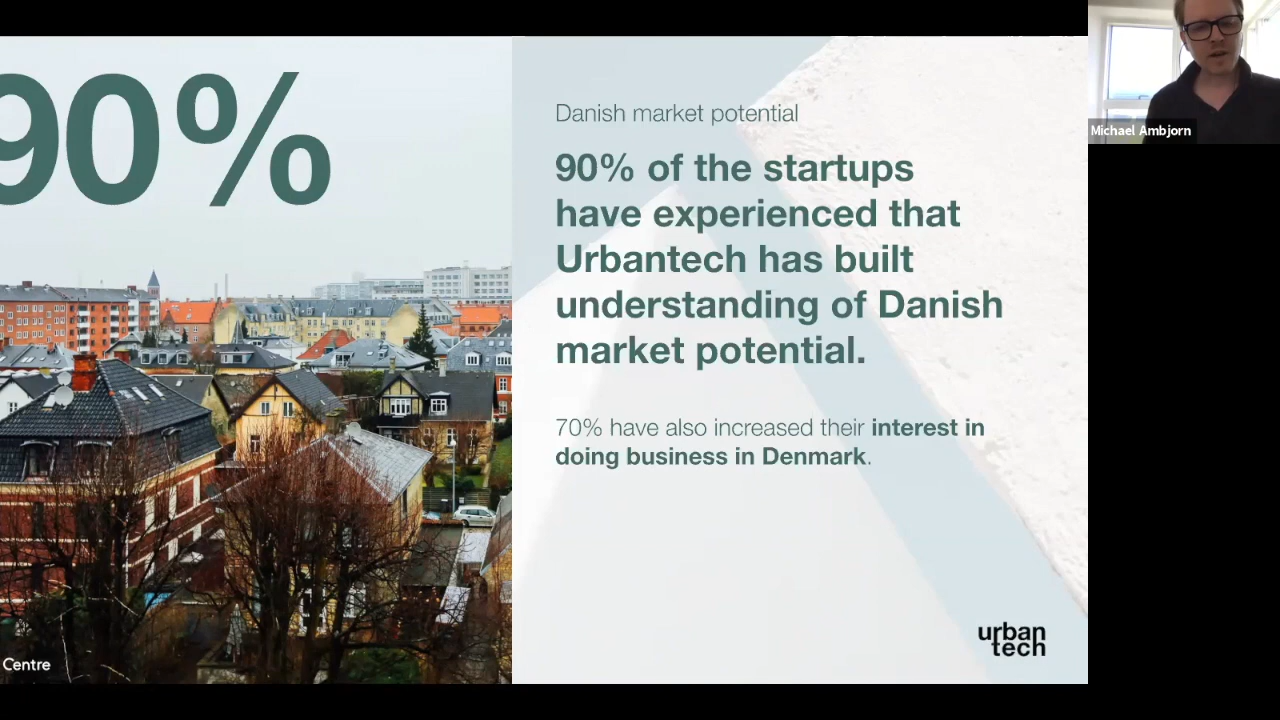 90%
Danish market potential
90% of the startups
have experienced that
Urbantech has built
understanding of Danish
market potential.
70% have also increased their interest in
doing business in Denmark.
urban
tech
Centre
Michael Ambjorn